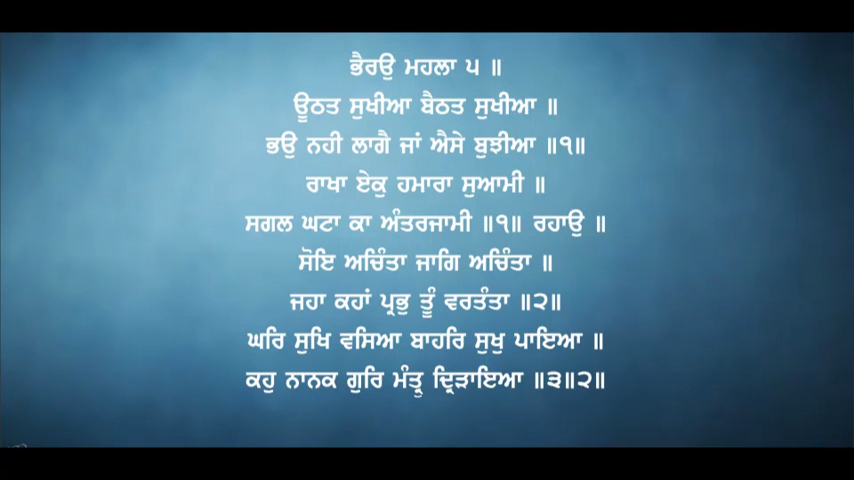 ਭੈਰਉ ਮਹਲਾ ੫ ॥
ਊਠਤ ਸੁਖੀਆ ਬੈਠਤ ਸੁਖੀਆ ॥
ਭਉ ਨਹੀ ਲਾਗੈ ਜਾਂ ਐਸੇ ਬੁਝੀਆ ॥੧॥
ਰਾਖਾ ਏਕੁ ਹਮਾਰਾ ਸੁਆਮੀ ॥
ਸਗਲ ਘਟਾ ਕਾ ਅੰਤਰਜਾਮੀ ॥੧॥ ਰਹਾਉ ॥
ਸੋਇ ਅਚਿੰਤਾ ਜਾਗਿ ਅਚਿੰਤਾ ॥
ਜਹਾ ਕਹਾਂ ਪ੍ਰਭੁ ਤੂੰ ਵਰਤੰਤਾ ॥੨॥
ਘਰਿ ਸੁਖਿ ਵਸਿਆ ਬਾਹਰਿ ਸੁਖੁ ਪਾਇਆ ॥
ਕਹੁ ਨਾਨਕ ਗੁਰਿ ਮੰਤ੍ਰੁ ਦ੍ਰਿੜਾਇਆ ॥੩॥੨॥